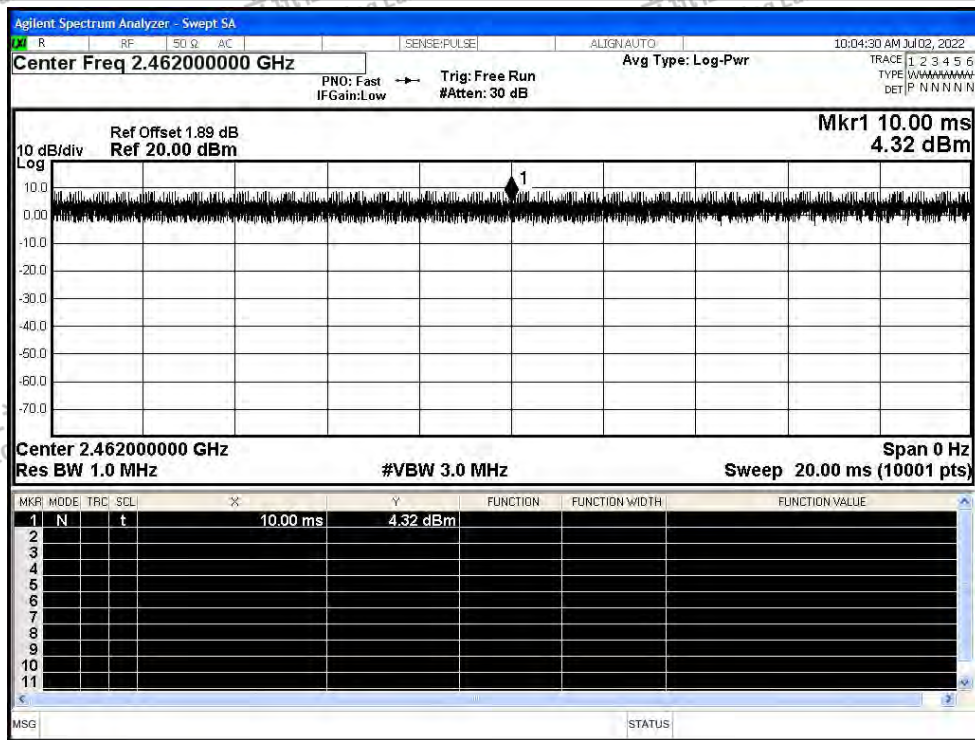 Agilent Spectrum Analyzer - Swept SA
R RF 50 Ω AC SENSE:PULSE ALIGN AUTO 10:04:30 AM Jul 02, 2022
Center Freq 2.462000000 GHz Avg Type: Log-Pwr TRACE 1 2 3 4 5 6
PNO: Fast Trig: Free Run TYPE WWWWWW
IFGain:Low #Atten: 30 dB DET P N N N N N
Ref Offset 1.89 dB Mkr1 10.00 ms
10 dB/div Ref 20.00 dBm 4.32 dBm
Log
1
10.0
0.00
-10.0
-20.0
-30.0
-40.0
-50.0
-60.0
-70.0
Center 2.462000000 GHz Span 0 Hz
Res BW 1.0 MHz #VBW 3.0 MHz Sweep 20.00 ms (10001 pts)
MKR MODE TRC SCL X Y FUNCTION FUNCTION WIDTH FUNCTION VALUE
1 N t 10.00 ms 4.32 dBm
2
3
4
5
6
7
8
9
10
11
MSG STATUS